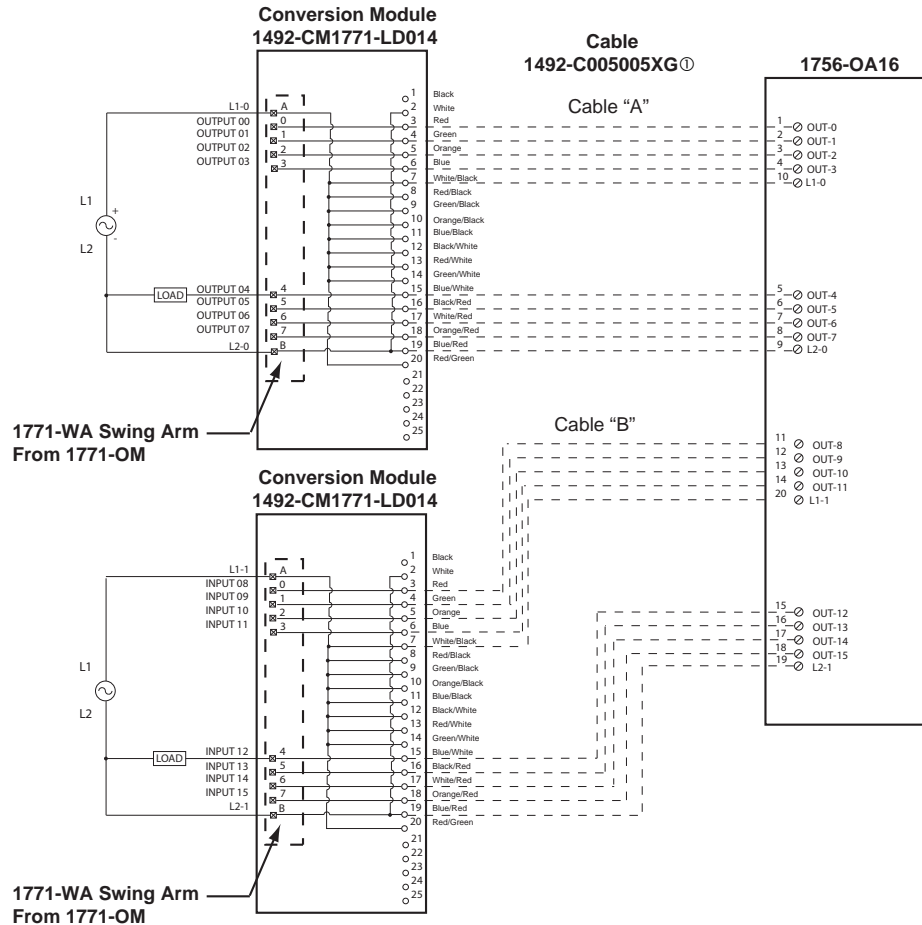 Conversion Module
1492-CM1771-LD014
Cable
1492-C005005XG①
1756-OA16
Cable “A”
L1-0
OUTPUT 00
OUTPUT 01
OUTPUT 02
OUTPUT 03
A
0
1
2
3
L1
+
-
L2
LOAD
OUTPUT 04
OUTPUT 05
OUTPUT 06
OUTPUT 07
L2-0
4
5
6
7
B
1 Black
2 White
3 Red
4 Green
5 Orange
6 Blue
7 White/Black
8 Red/Black
9 Green/Black
10 Orange/Black
11 Blue/Black
12 Black/White
13 Red/White
14 Green/White
15 Blue/White
16 Black/Red
17 White/Red
18 Orange/Red
19 Blue/Red
20 Red/Green
21
22
23
24
25
1 OUT-0
2 OUT-1
3 OUT-2
4 OUT-3
10 L1-0
5 OUT-4
6 OUT-5
7 OUT-6
8 OUT-7
9 L2-0
1771-WA Swing Arm
From 1771-OM
Cable “B”
11 OUT-8
12 OUT-9
13 OUT-10
14 OUT-11
20 L1-1
15 OUT-12
16 OUT-13
17 OUT-14
18 OUT-15
19 L2-1
Conversion Module
1492-CM1771-LD014
L1-1
INPUT 08
INPUT 09
INPUT 10
INPUT 11
A
0
1
2
3
L1
L2
LOAD
INPUT 12
INPUT 13
INPUT 14
INPUT 15
L2-1
4
5
6
7
B
1 Black
2 White
3 Red
4 Green
5 Orange
6 Blue
7 White/Black
8 Red/Black
9 Green/Black
10 Orange/Black
11 Blue/Black
12 Black/White
13 Red/White
14 Green/White
15 Blue/White
16 Black/Red
17 White/Red
18 Orange/Red
19 Blue/Red
20 Red/Green
21
22
23
24
25
1771-WA Swing Arm
From 1771-OM